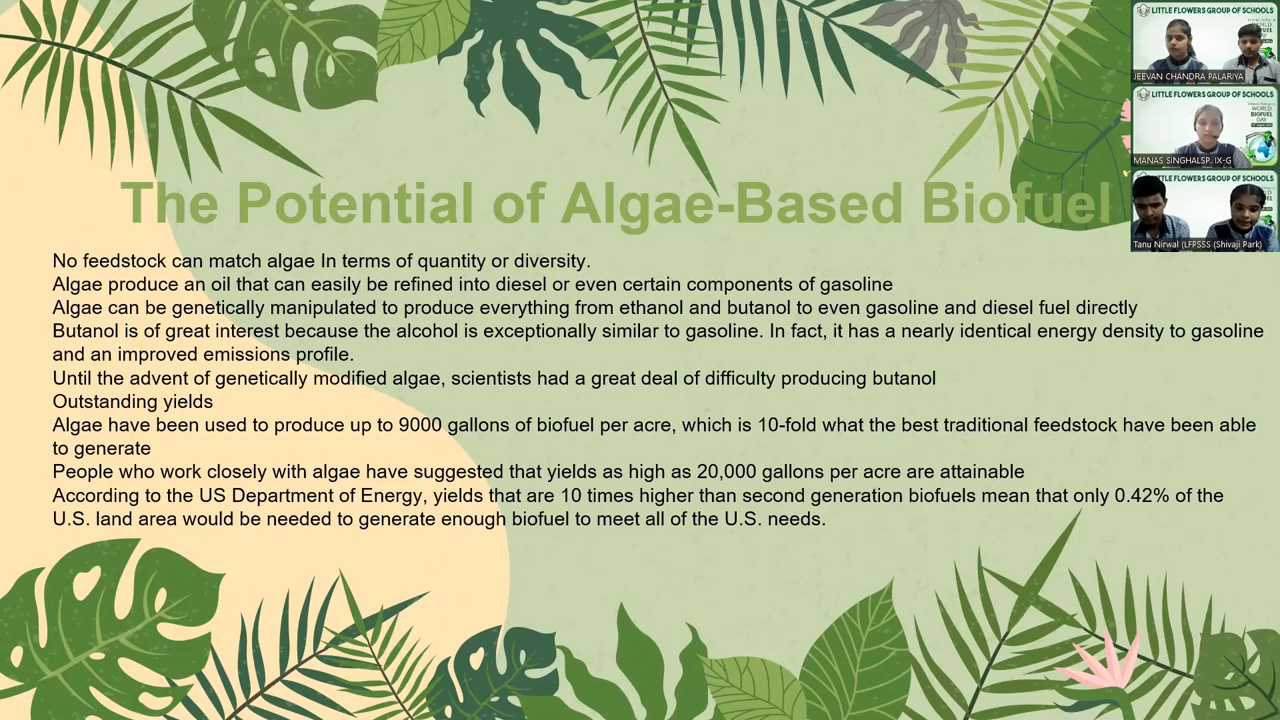 The Potential of Algae-Based Biofuel
No feedstock can match algae In terms of quantity or diversity.
Algae produce an oil that can easily be refined into diesel or even certain components of gasoline
Algae can be genetically manipulated to produce everything from ethanol and butanol to even gasoline and diesel fuel directly
Butanol is of great interest because the alcohol is exceptionally similar to gasoline. In fact, it has a nearly identical energy density to gasoline
and an improved emissions profile.
Until the advent of genetically modified algae, scientists had a great deal of difficulty producing butanol
Outstanding yields
Algae have been used to produce up to 9000 gallons of biofuel per acre, which is 10-fold what the best traditional feedstock have been able
to generate
People who work closely with algae have suggested that yields as high as 20,000 gallons per acre are attainable
According to the US Department of Energy, yields that are 10 times higher than second generation biofuels mean that only 0.42% of the
U.S. land area would be needed to generate enough biofuel to meet all of the U.S. needs.
LITTLE FLOWERS GROUP OF SCHOOLS
JEEVAN CHANDRA PALARIYA
LITTLE FLOWERS GROUP OF SCHOOLS
WORLD
BIOFUEL
DAY
MANAS SINGHALSP. IX-G
LITTLE FLOWERS GROUP OF SCHOOLS
Tanu Nirwal (LFPSSS (Shivaji Park)